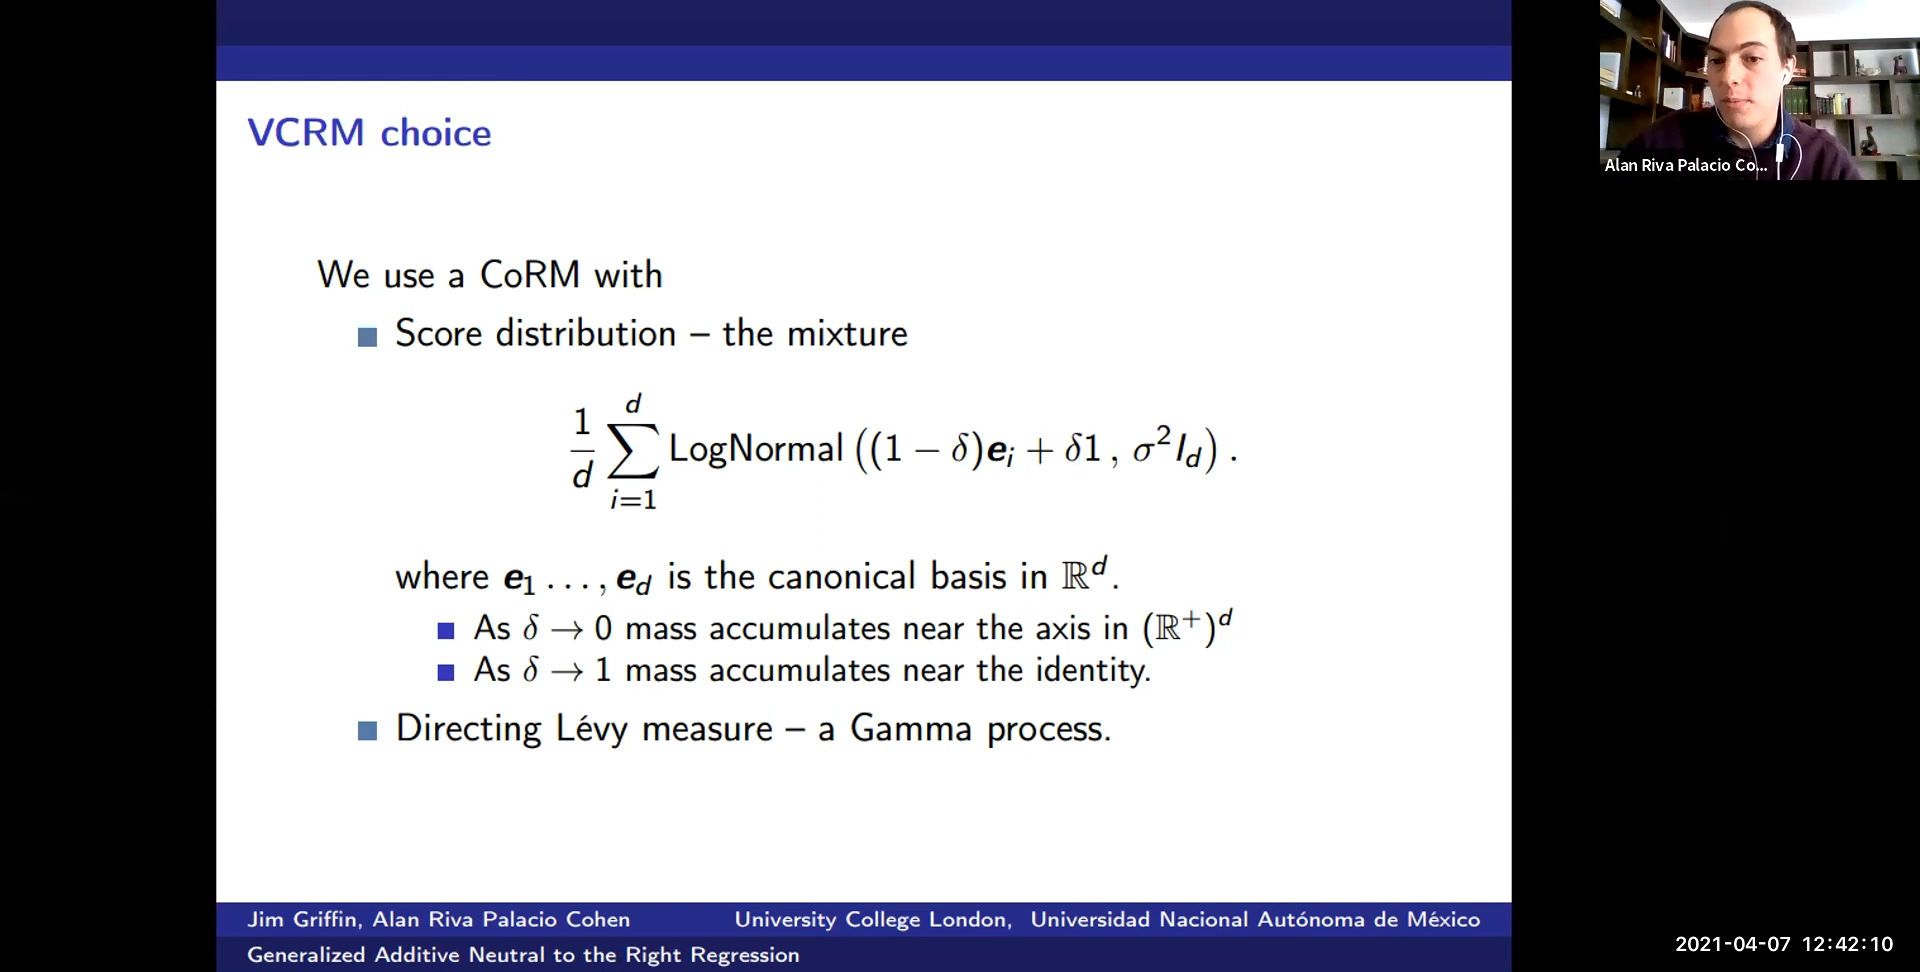 VCRM choice
We use a CoRM with
Score distribution – the mixture
1/d ∑_{i=1}^{d} LogNormal ((1 − δ)e_i + δ1 , σ² I_d) .
where e_1 . . . , e_d is the canonical basis in ℝ^d.
As δ → 0 mass accumulates near the axis in (ℝ⁺)^d
As δ → 1 mass accumulates near the identity.
Directing Lévy measure – a Gamma process.
Jim Griffin, Alan Riva Palacio Cohen University College London, Universidad Nacional Autónoma de México
Generalized Additive Neutral to the Right Regression
Alan Riva Palacio Co...
2021-04-07 12:42:10